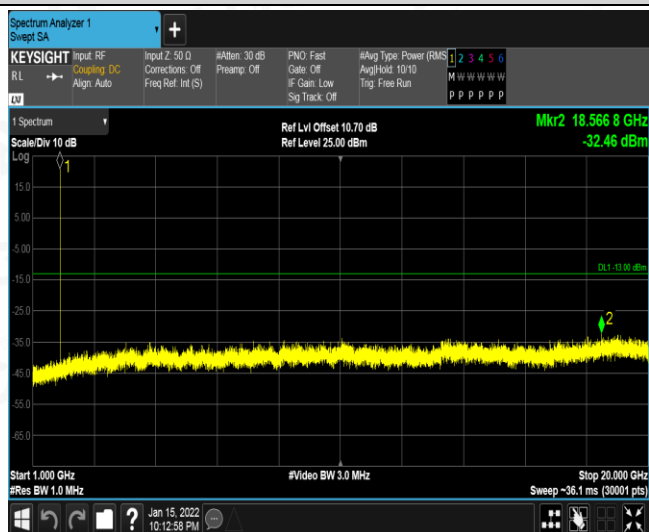 Spectrum Analyzer 1
Swept SA
+
KEYSIGHT
RL
LXI
Input: RF
Coupling: DC
Align: Auto
Input Z: 50 Ω
Corrections: Off
Freq Ref: Int (S)
#Atten: 30 dB
Preamp: Off
PNO: Fast
Gate: Off
IF Gain: Low
Sig Track: Off
#Avg Type: Power (RMS
Avg|Hold: 10/10
Trig: Free Run
1 2 3 4 5 6
M W W W W W
P P P P P P
1 Spectrum
Scale/Div 10 dB
Log
Ref Lvl Offset 10.70 dB
Ref Level 25.00 dBm
Mkr2 18.566 8 GHz
-32.46 dBm
1
15.0
5.00
-5.00
DL1 -13.00 dBm
-15.0
-25.0
2
-35.0
-45.0
-55.0
-65.0
Start 1.000 GHz
#Res BW 1.0 MHz
#Video BW 3.0 MHz
Stop 20.000 GHz
Sweep ~36.1 ms (30001 pts)
?
Jan 15, 2022
10:12:58 PM